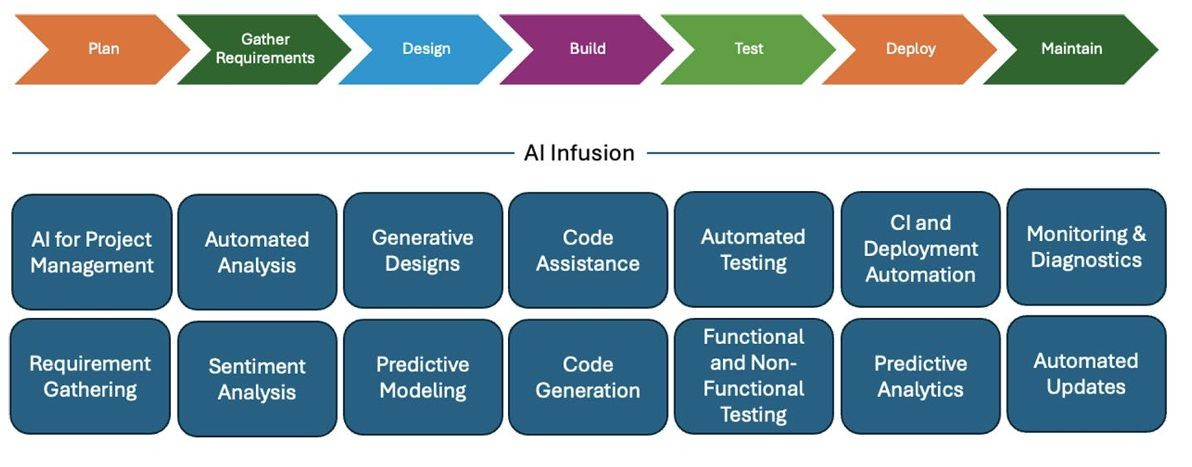 Plan
Gather
Requirements
Design
Build
Test
Deploy
Maintain
AI Infusion
AI for Project
Management
Automated
Analysis
Generative
Designs
Code
Assistance
Automated
Testing
CI and
Deployment
Automation
Monitoring &
Diagnostics
Requirement
Gathering
Sentiment
Analysis
Predictive
Modeling
Code
Generation
Functional
and Non-
Functional
Testing
Predictive
Analytics
Automated
Updates